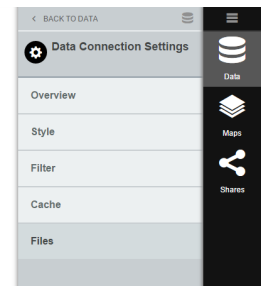 < BACK TO DATA
Data Connection Settings
Overview
Style
Filter
Cache
Files
Data
Maps
Shares